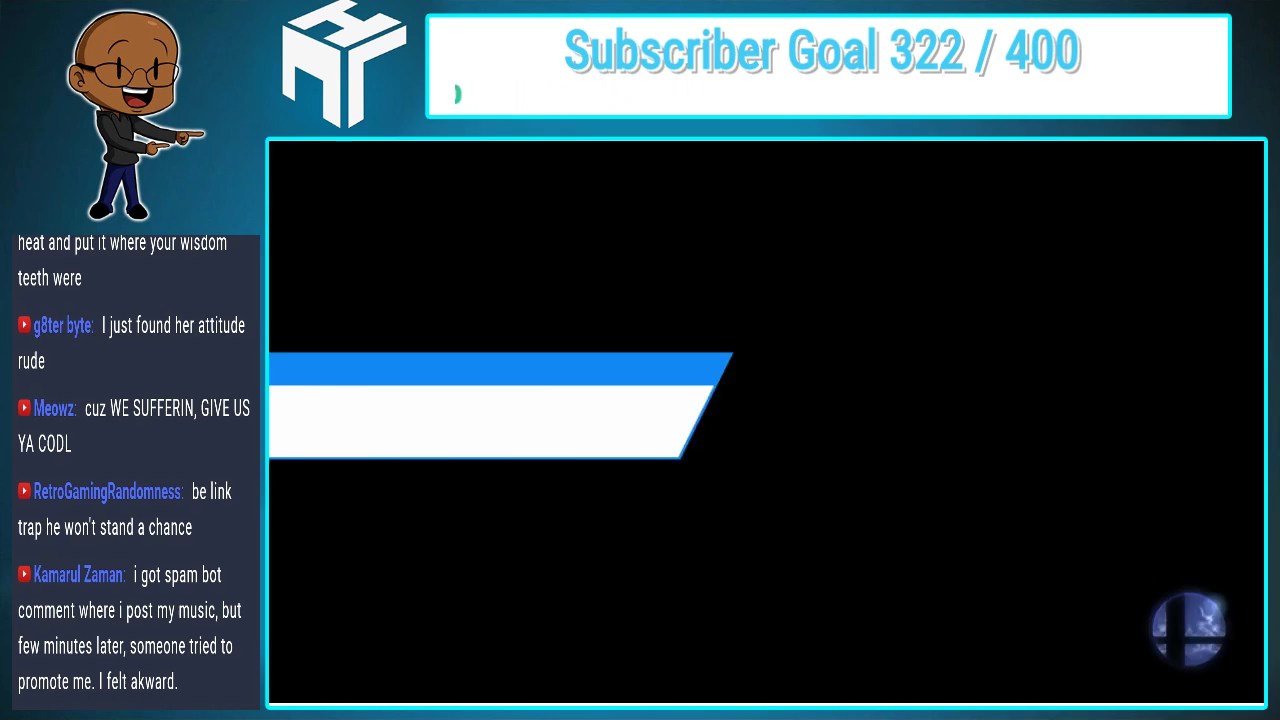 Subscriber Goal 322 / 400
heat and put it where your wisdom
teeth were
g8ter byte: I just found her attitude
rude
Meowz: cuz WE SUFFERIN, GIVE US
YA CODL
RetroGamingRandomness: be link
trap he won't stand a chance
Kamarul Zaman: i got spam bot
comment where i post my music, but
few minutes later, someone tried to
promote me. I felt akward.